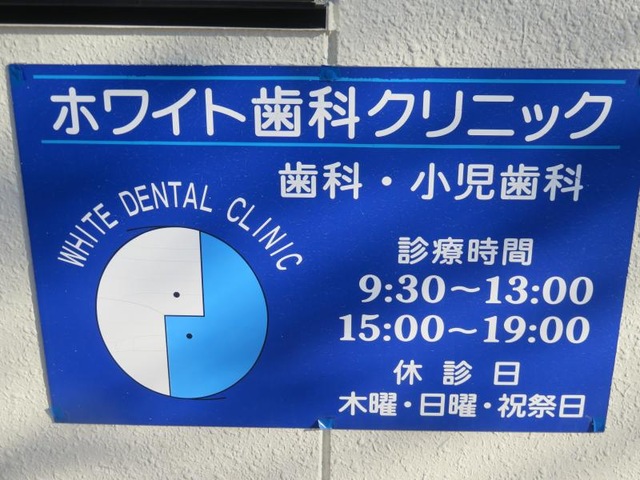 ホワイト歯科クリニック
歯科・小児歯科
WHITE DENTAL CLINIC
診療時間
9:30〜13:00
15:00〜19:00
休診日
木曜・日曜・祝祭日